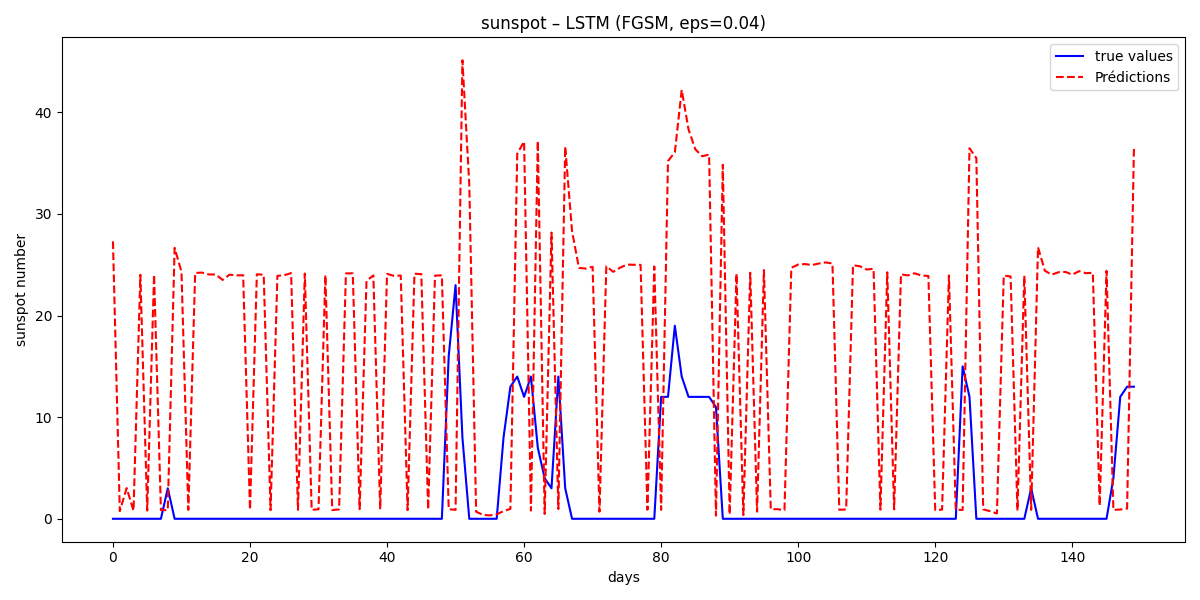 sunspot – LSTM (FGSM, eps=0.04)
true values
Prédictions
sunspot number
40
30
20
10
0
0 20 40 60 80 100 120 140
days